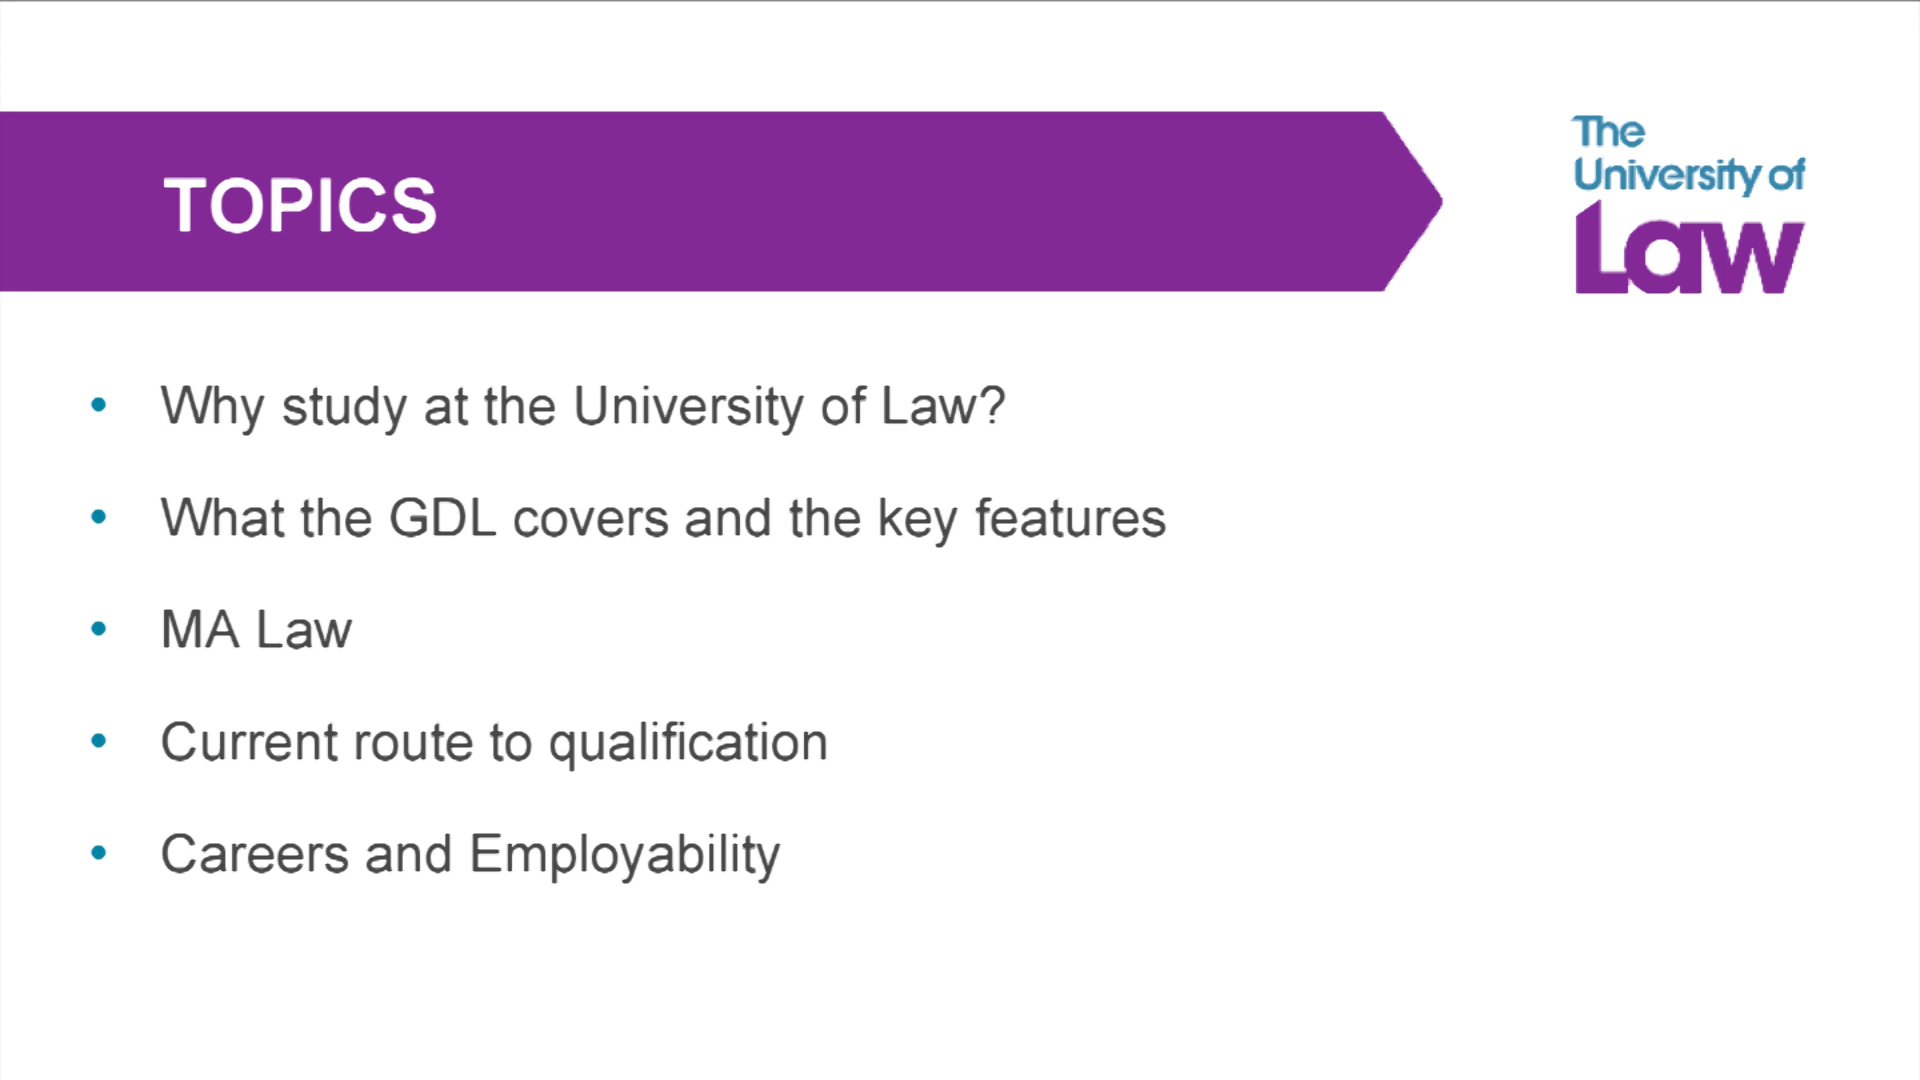 TOPICS
The
University of
Law
• Why study at the University of Law?
• What the GDL covers and the key features
• MA Law
• Current route to qualification
• Careers and Employability